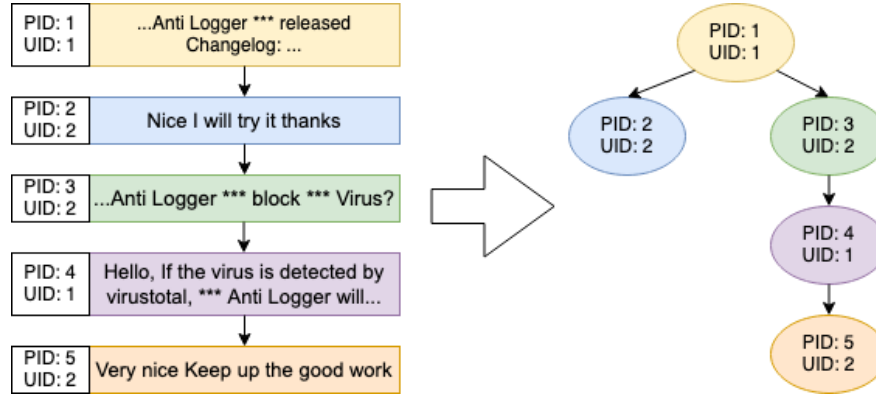 PID: 1
UID: 1
...Anti Logger *** released
Changelog: ...
PID: 2
UID: 2
Nice I will try it thanks
PID: 3
UID: 2
...Anti Logger *** block *** Virus?
PID: 4
UID: 1
Hello, If the virus is detected by
virustotal, *** Anti Logger will...
PID: 5
UID: 2
Very nice Keep up the good work
PID: 1
UID: 1
PID: 2
UID: 2
PID: 3
UID: 2
PID: 4
UID: 1
PID: 5
UID: 2